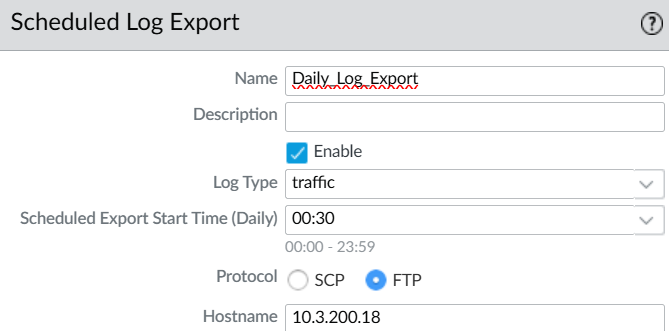 Scheduled Log Export ?
Name Daily_Log_Export
Description
Enable
Log Type traffic
Scheduled Export Start Time (Daily) 00:30
00:00 - 23:59
Protocol SCP FTP
Hostname 10.3.200.18